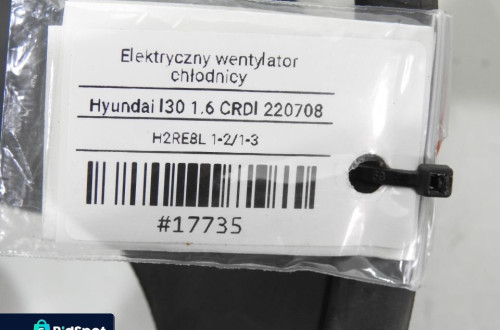 Elektryczny wentylator
chłodnicy
Hyundai I30 1.6 CRDI 220708
H2RE8L 1-2/1-3
#17735